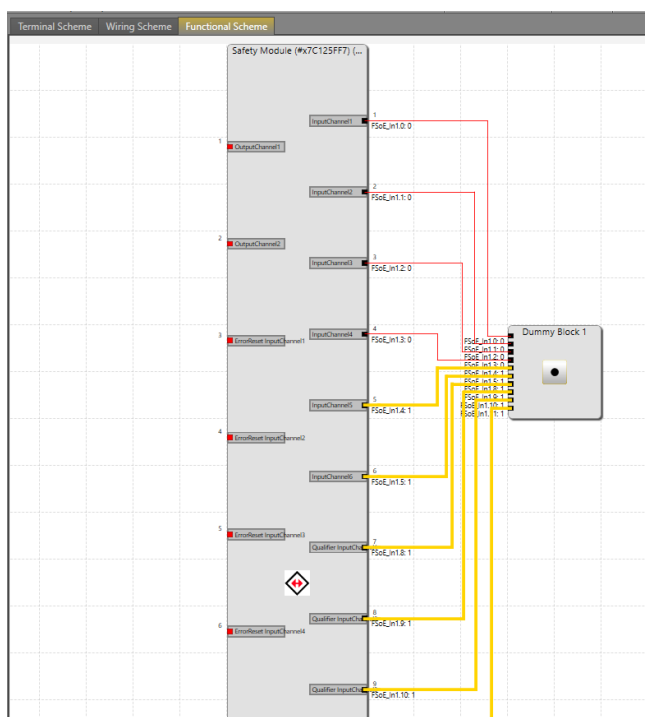 Terminal Scheme
Wiring Scheme
Functional Scheme
Safety Module (#x7C125FF7) (...
1
InputChannel1
FSoE_In1.0: 0
1
OutputChannel1
2
InputChannel2
FSoE_In1.1: 0
2
OutputChannel2
3
InputChannel3
FSoE_In1.2: 0
3
ErrorReset InputChannel1
4
InputChannel4
FSoE_In1.3: 0
Dummy Block 1
FSoE_In1.0: 0
FSoE_In1.1: 0
FSoE_In1.2: 0
FSoE_In1.3: 0
FSoE_In1.4: 1
FSoE_In1.5: 1
FSoE_In1.8: 1
FSoE_In1.9: 1
FSoE_In1.10: 1
5
InputChannel5
FSoE_In1.4: 1
4
ErrorReset InputChannel2
6
InputChannel6
FSoE_In1.5: 1
5
ErrorReset InputChannel3
7
Qualifier InputCha
FSoE_In1.8: 1
6
ErrorReset InputChannel4
8
Qualifier InputCha
FSoE_In1.9: 1
9
Qualifier InputCha
FSoE_In1.10: 1